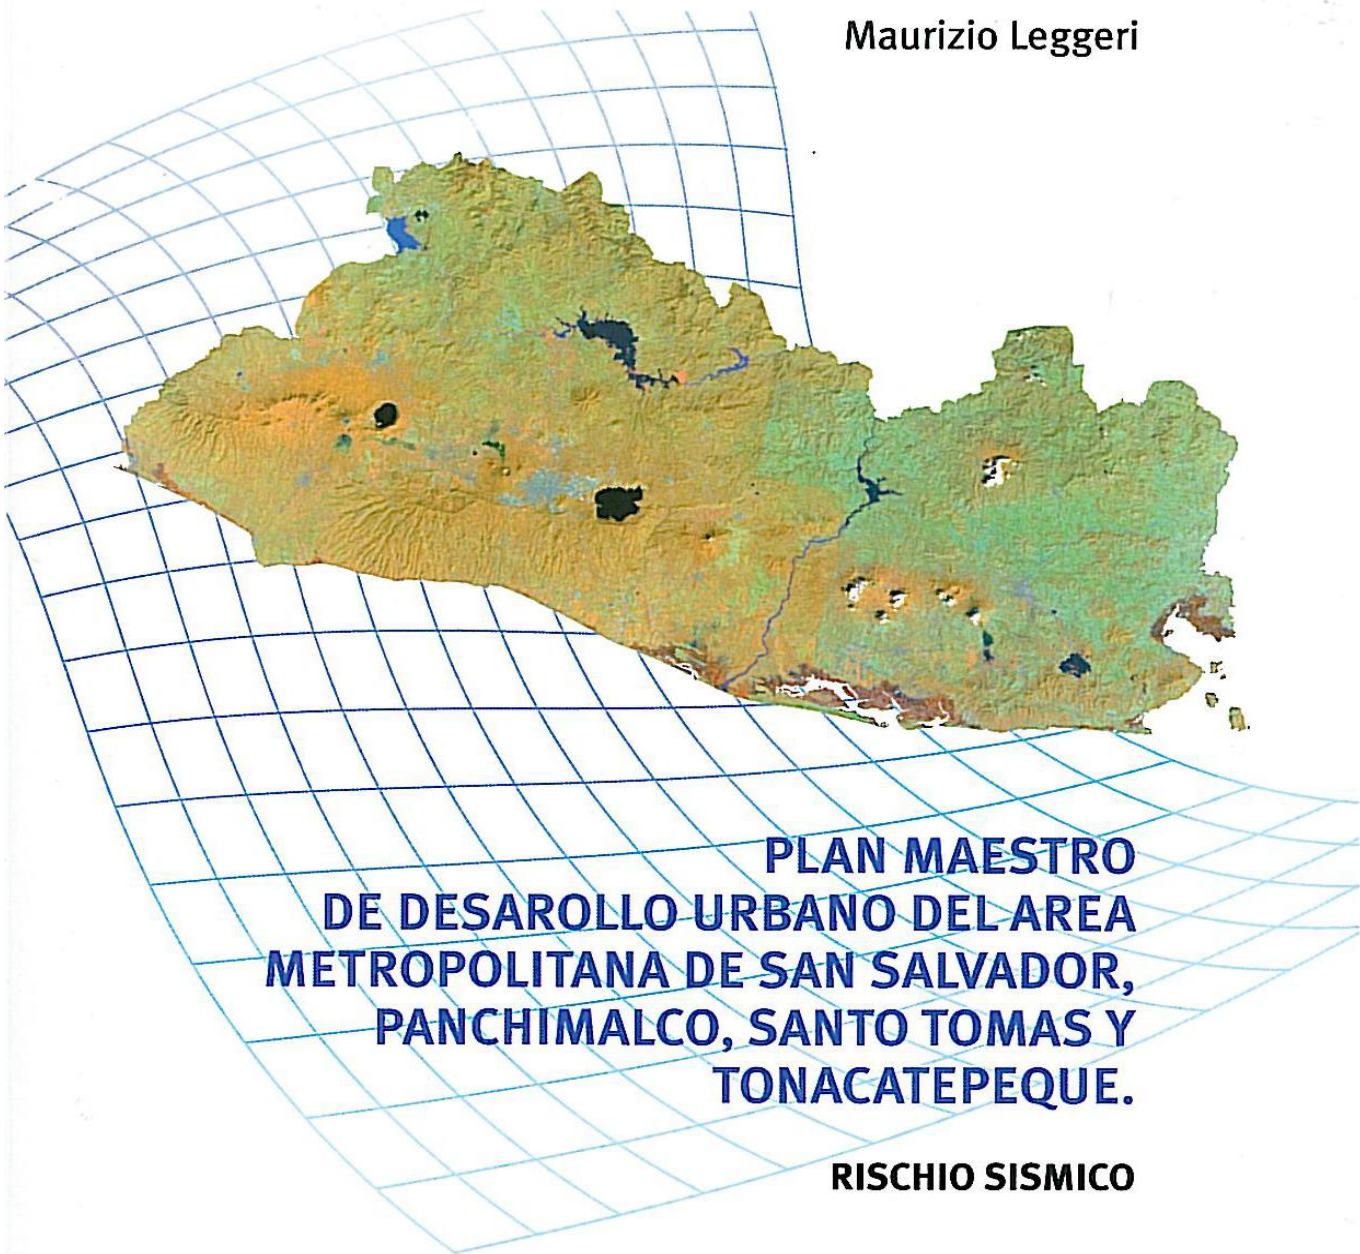 Maurizio Leggeri
PLAN MAESTRO
DE DESAROLLO URBANO DEL AREA
METROPOLITANA DE SAN SALVADOR,
PANCHIMALCO, SANTO TOMAS Y
TONACATEPEQUE.
RISCHIO SISMICO